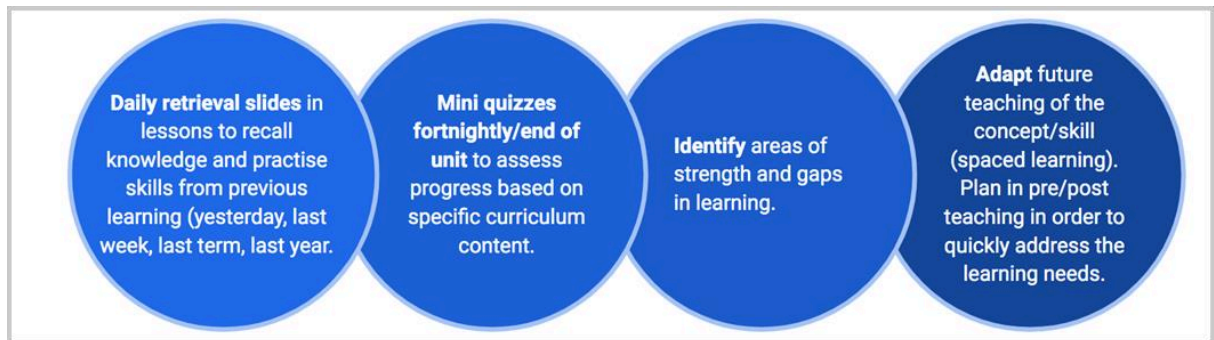 Daily retrieval slides in
lessons to recall
knowledge and practise
skills from previous
learning (yesterday, last
week, last term, last year.
Mini quizzes
fortnightly/end of
unit to assess
progress based on
specific curriculum
content.
Identify areas of
strength and gaps
in learning.
Adapt future
teaching of the
concept/skill
(spaced learning).
Plan in pre/post
teaching in order to
quickly address the
learning needs.